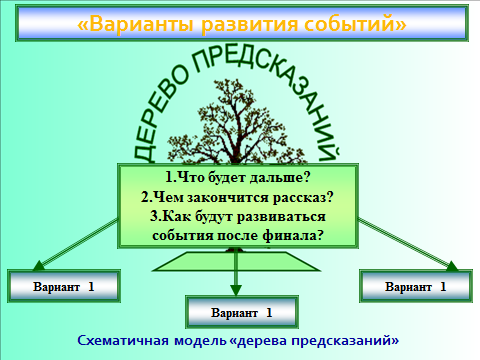 «Варианты развития событий»
ДЕРЕВО ПРЕДСКАЗАНИЙ
1.Что будет дальше?
2.Чем закончится рассказ?
3.Как будут развиваться
события после финала?
Вариант 1
Вариант 1
Вариант 1
Схематичная модель «дерева предсказаний»